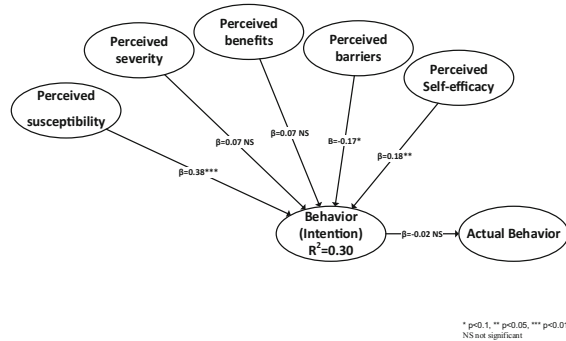 Perceived
benefits
Perceived
severity
Perceived
barriers
Perceived
Self-efficacy
Perceived
susceptibility
β=0.07 NS
β=0.07 NS
B=-0.17*
β=0.18**
β=0.38***
Behavior
(Intention)
R²=0.30
β=-0.02 NS
Actual Behavior
* p<0.1, ** p<0.05, *** p<0.01
NS not significant